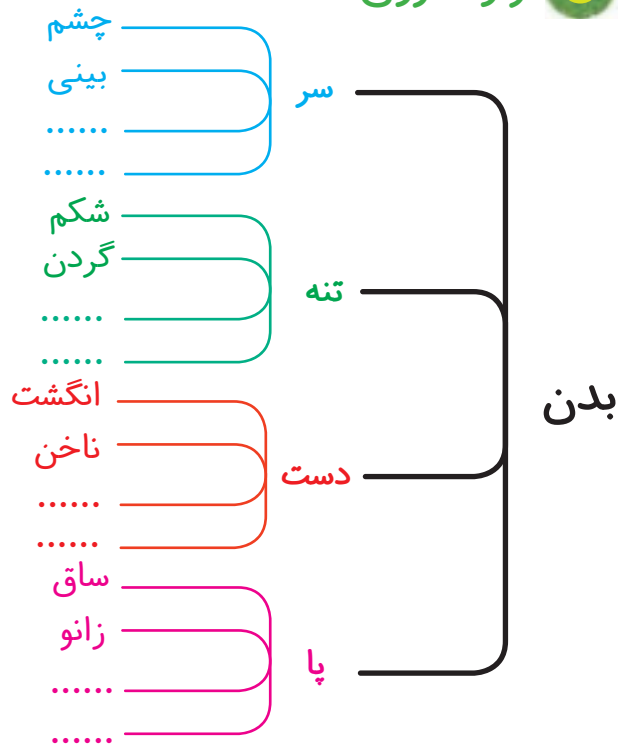 چشم
بینی
......
......
سر
شکم
گردن
......
......
تنه
انگشت
ناخن
......
......
دست
ساق
زانو
......
......
پا
بدن